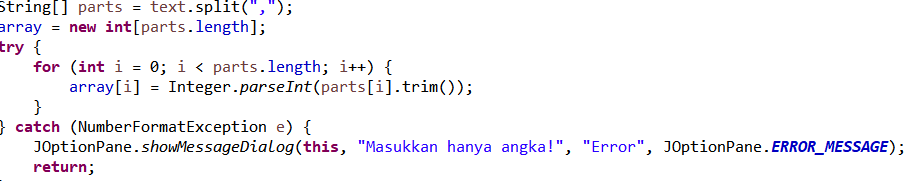 String[] parts = text.split(",");
array = new int[parts.length];
try {
    for (int i = 0; i < parts.length; i++) {
        array[i] = Integer.parseInt(parts[i].trim());
    }
} catch (NumberFormatException e) {
    JOptionPane.showMessageDialog(this, "Masukkan hanya angka!", "Error", JOptionPane.ERROR_MESSAGE);
    return;